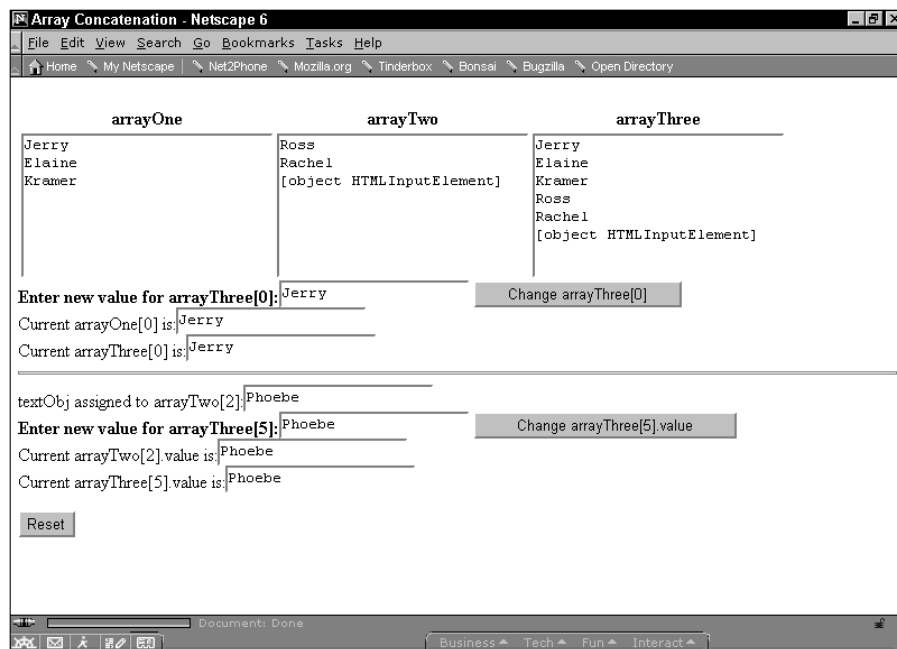 Array Concatenation - Netscape 6
File Edit View Search Go Bookmarks Tasks Help
Home My Netscape Net2Phone Mozilla.org Tinderbox Bonsai Bugzilla Open Directory
arrayOne arrayTwo arrayThree
Jerry Ross Jerry
Elaine Rachel Elaine
Kramer [object HTMLInputElement] Kramer
Ross
Rachel
[object HTMLInputElement]
Enter new value for arrayThree[0]: Jerry Change arrayThree[0]
Current arrayOne[0] is: Jerry
Current arrayThree[0] is: Jerry
textObj assigned to arrayTwo[2]: Phoebe
Enter new value for arrayThree[5]: Phoebe Change arrayThree[5].value
Current arrayTwo[2].value is: Phoebe
Current arrayThree[5].value is: Phoebe
Reset
Document: Done
Business Tech Fun Interact